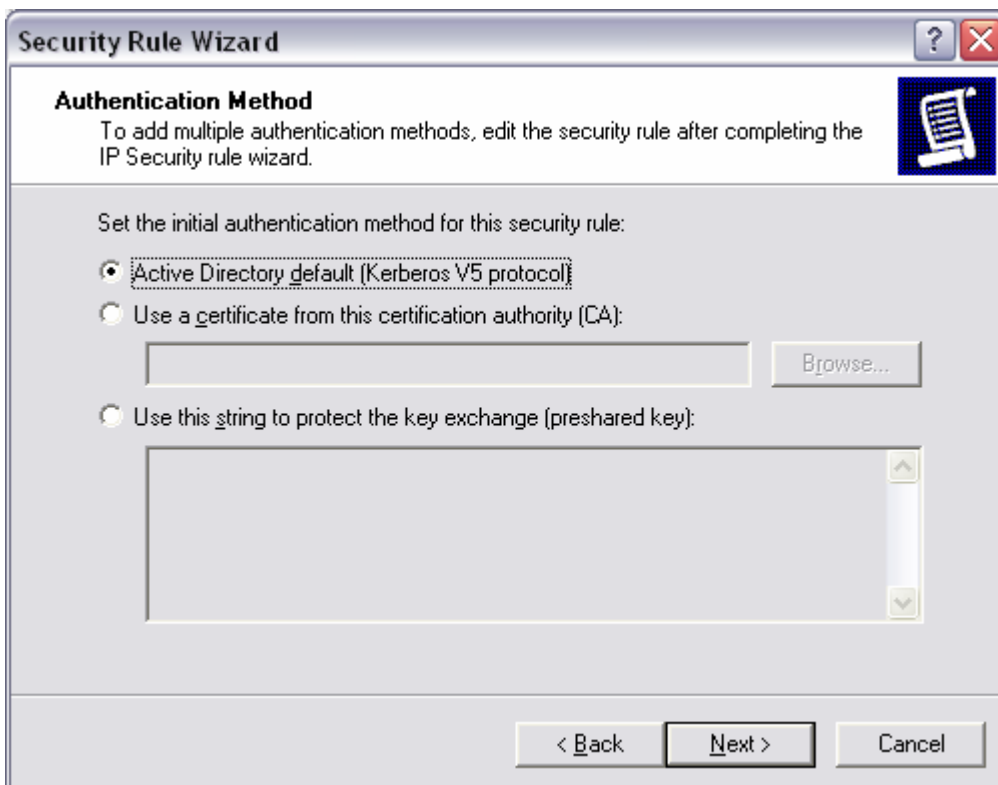 Security Rule Wizard
?
Authentication Method
To add multiple authentication methods, edit the security rule after completing the
IP Security rule wizard.
Set the initial authentication method for this security rule:
Active Directory default (Kerberos V5 protocol)
Use a certificate from this certification authority (CA):
Browse...
Use this string to protect the key exchange (preshared key):
< Back
Next >
Cancel